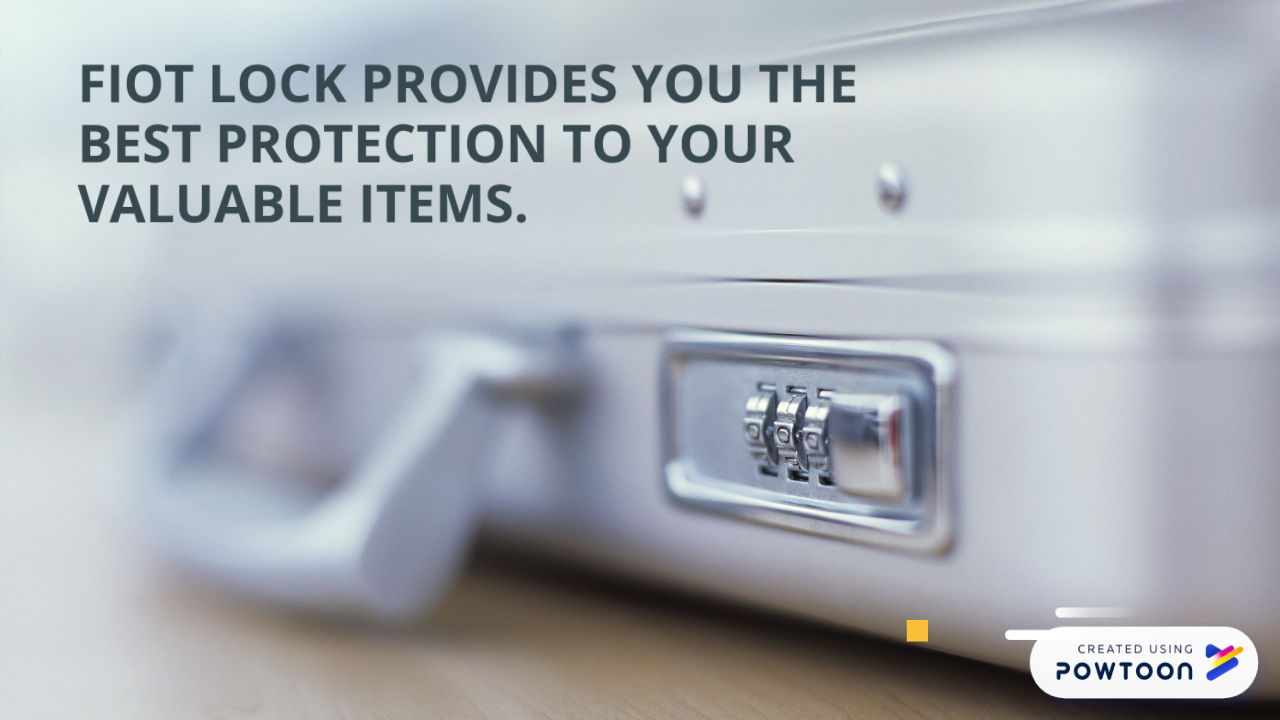 FIOT LOCK PROVIDES YOU THE
BEST PROTECTION TO YOUR
VALUABLE ITEMS.
CREATED USING
POWTOON